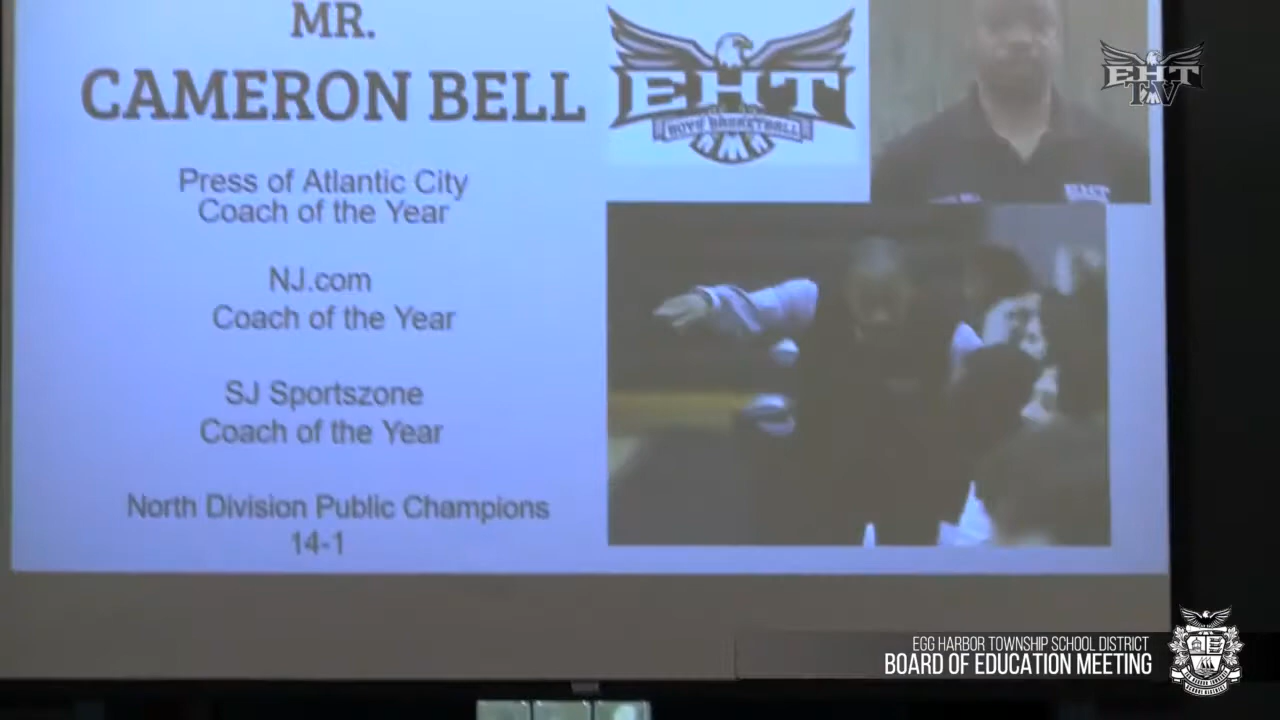 MR.
CAMERON BELL
Press of Atlantic City
Coach of the Year
NJ.com
Coach of the Year
SJ Sportszone
Coach of the Year
North Division Public Champions
14-1
EHT
BOYS BASKETBALL
EHT
TV
EGG HARBOR TOWNSHIP SCHOOL DISTRICT
BOARD OF EDUCATION MEETING